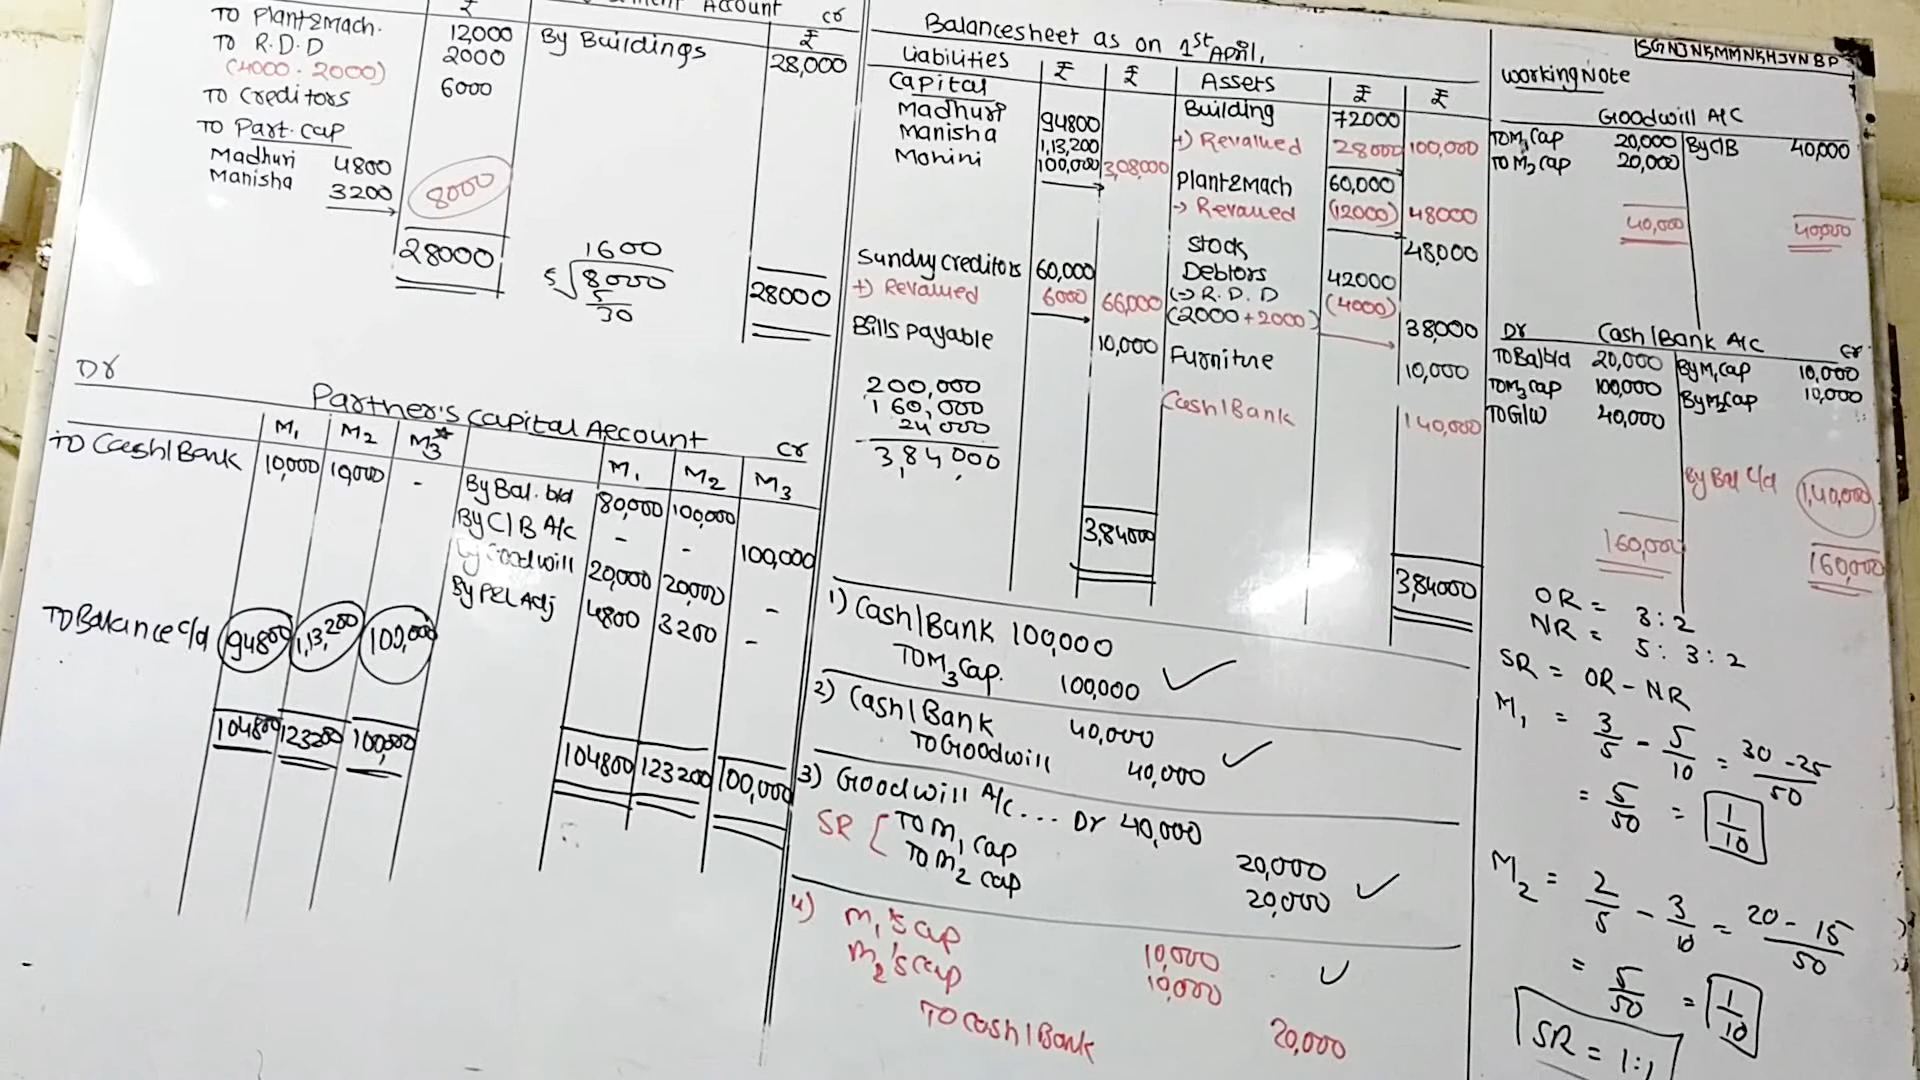 Account cr
₹ ₹
To Plant&Mach. 12,000 By Buildings 28,000
To R.D.D 2000
(4000-2000)
To Creditors 6000
To Part. cap
Madhuri 4800
Manisha 3200 8000
28000 28000
1600
5 √8000
5
30
Dr Partner's Capital Account cr
M₁ M₂ M₃* M₁ M₂ M₃
To Cash/Bank 10,000 10,000 - By Bal. b/d 80,000 100,000
By C/B A/c - - 100,000
By Goodwill 20,000 20,000 -
By P&L Adj 4800 3200 -
To Balance c/d 94800 1,13,200 100,000
104800 123200 100,000 104800 123200 100,000
Balancesheet as on 1st April,
Liabilities ₹ ₹ Assets ₹ ₹
Capital Building 72000
Madhuri 94800 +) Revalued 28000 100,000
Manisha 1,13,200
Mohini 100,000 3,08,000 Plant&Mach 60,000
-) Revalued (12000) 48000
Stock 48,000
Sundry creditors 60,000 Debtors 42000
+) Revalued 6000 66,000 (-) R.D.D (4000)
(2000+2000) 38,000
Bills payable 10,000 Furniture 10,000
200,000 Cash/Bank 140,000
160,000
24000
3,84000
3,84000 3,84000
1) Cash/Bank 100,000
To M₃ Cap. 100,000
2) Cash/Bank 40,000
To Goodwill 40,000
3) Goodwill A/c... Dr 40,000
SR [ To M₁ cap 20,000
To M₂ cap 20,000
4) M₁'s cap 10,000
M₂'s cap 10,000
To cash/Bank 20,000
SGNJNKMMNKHJVNBP
Working Note
Goodwill A/C
To M₁ Cap 20,000 By C/B 40,000
To M₂ Cap 20,000
40,000 40,000
Dr Cash/Bank A/C cr
To Bal b/d 20,000 By M₁ cap 10,000
To M₃ cap 100,000 By M₂ cap 10,000
To G/W 40,000
By Bal c/d 1,40,000
160,000 160,000
OR = 3:2
NR = 5:3:2
SR = OR - NR
M₁ = 3/5 - 5/10 = 30-25/50
= 5/50 = 1/10
M₂ = 2/5 - 3/10 = 20-15/50
= 5/50 = 1/10
SR = 1:1